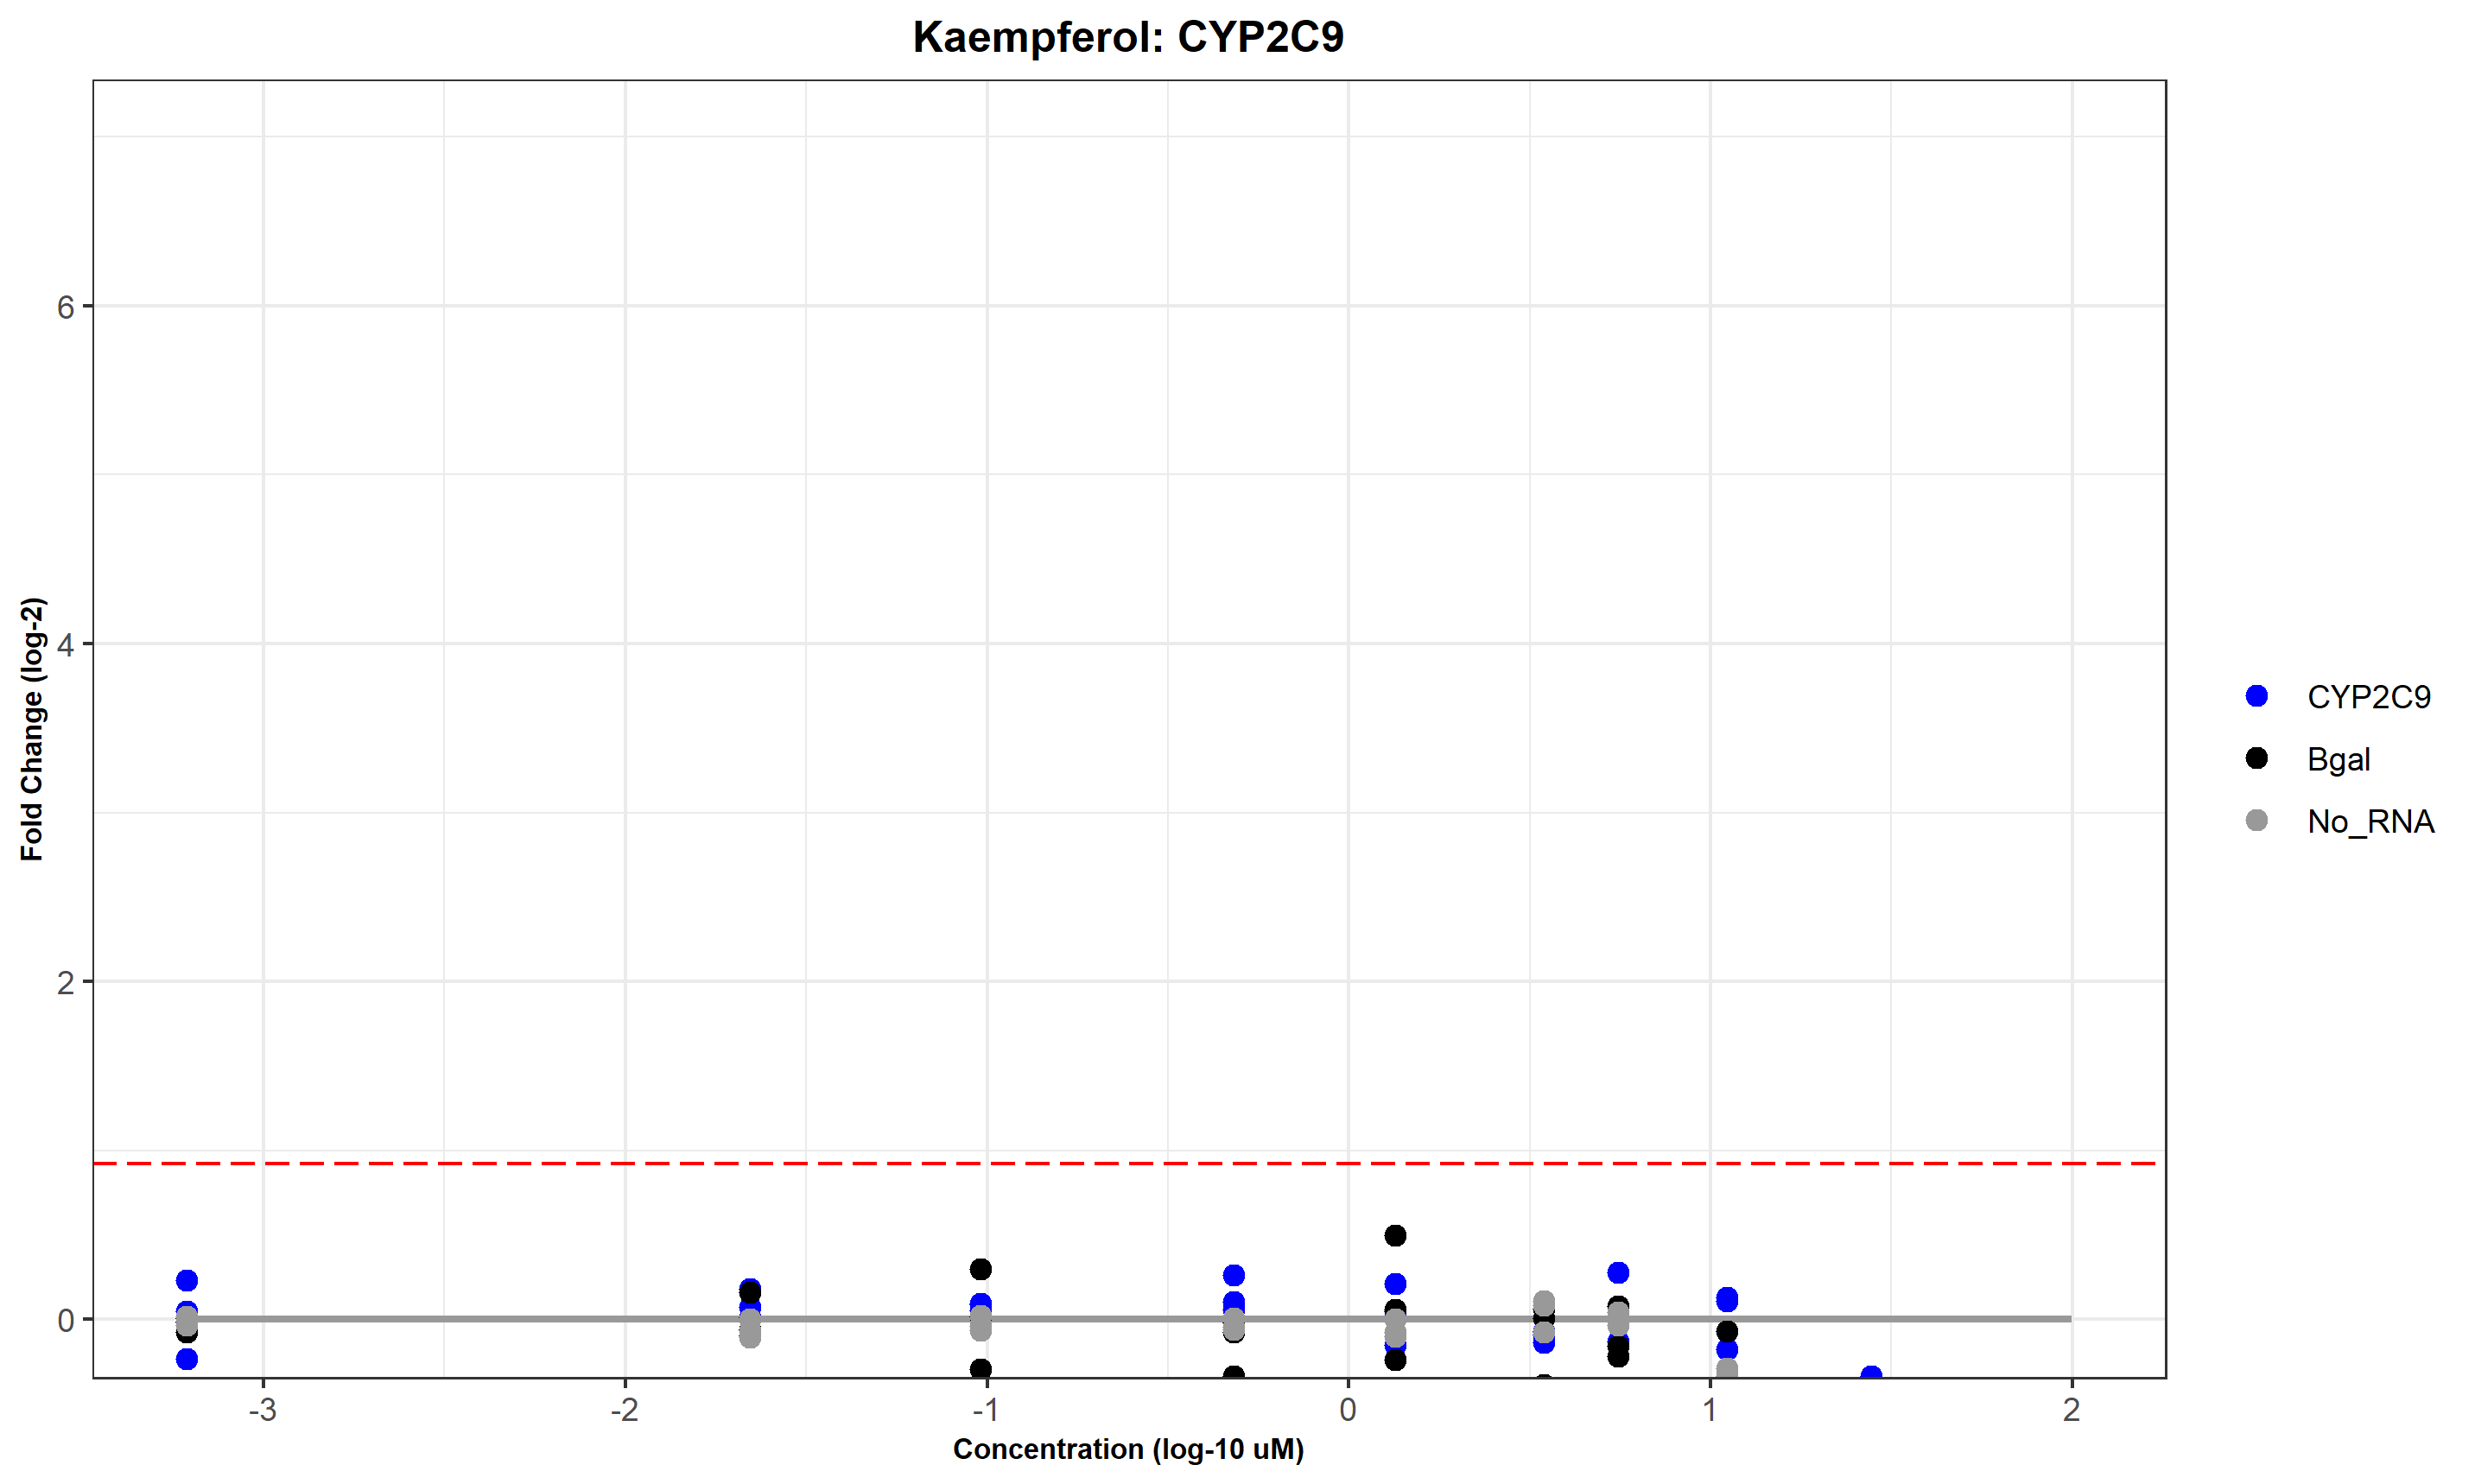 Kaempferol: CYP2C9
Fold Change (log-2)
6
4
2
0
-3
-2
-1
0
1
2
Concentration (log-10 uM)
CYP2C9
Bgal
No_RNA